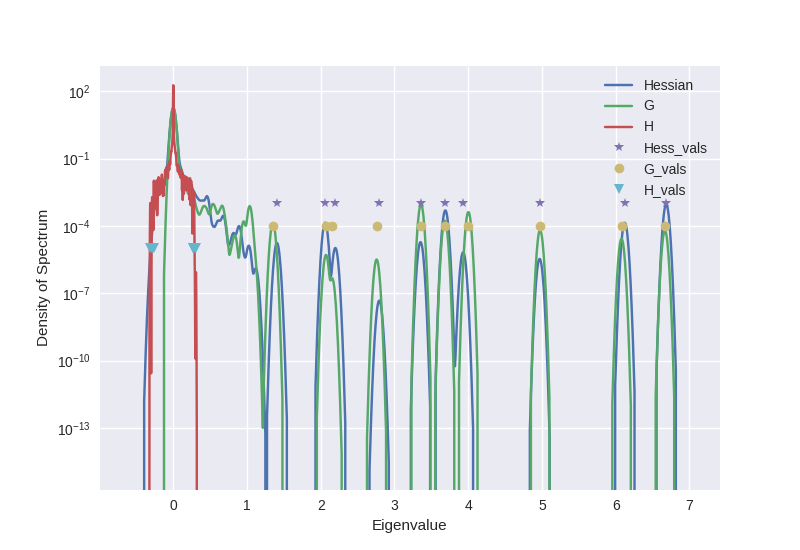 10^2
10^-1
10^-4
10^-7
10^-10
10^-13
Density of Spectrum
0 1 2 3 4 5 6 7
Eigenvalue
Hessian
G
H
Hess_vals
G_vals
H_vals